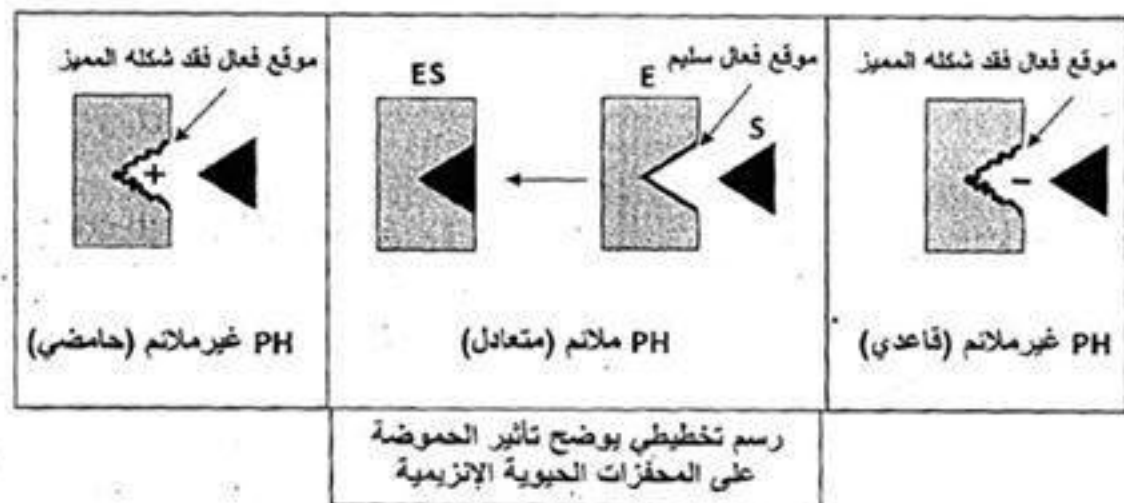 موقع فعال فقد شكله المميز
S
-
PH غيرملائم (قاعدي)
موقع فعال سليم
E
S
ES
PH ملائم (متعادل)
موقع فعال فقد شكله المميز
+
PH غيرملائم (حامضي)
رسم تخطيطي يوضح تأثير الحموضة
على المحفزات الحيوية الإنزيمية